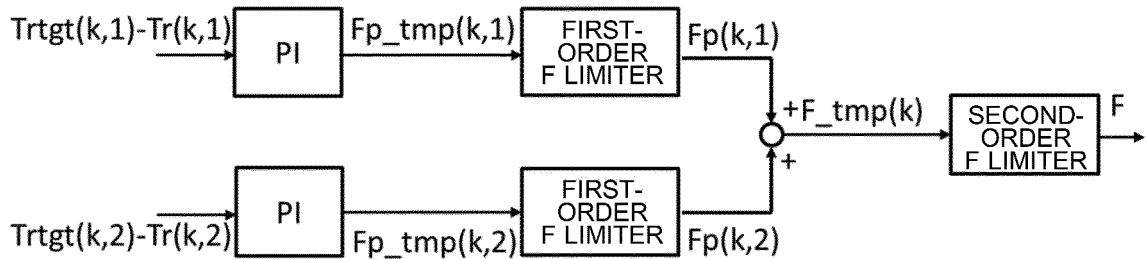 Trtgt(k,1)-Tr(k,1)
PI
Fp_tmp(k,1)
FIRST-
ORDER
F LIMITER
Fp(k,1)
+
F_tmp(k)
+
SECOND-
ORDER
F LIMITER
F
Trtgt(k,2)-Tr(k,2)
PI
Fp_tmp(k,2)
FIRST-
ORDER
F LIMITER
Fp(k,2)